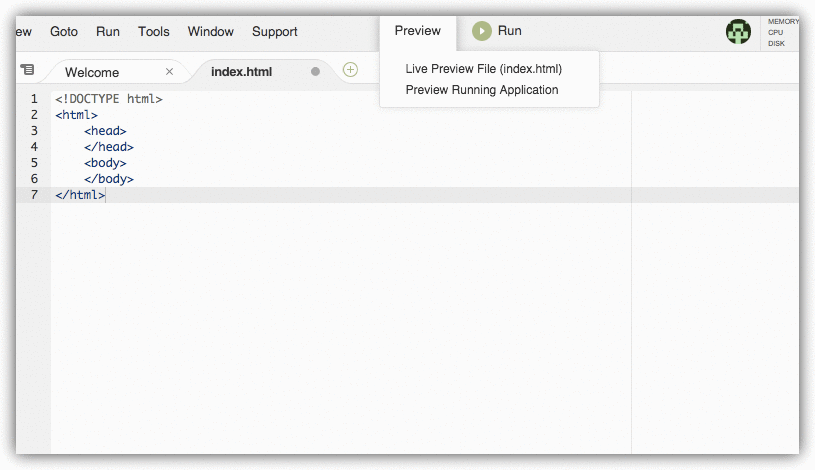 ew Goto Run Tools Window Support Preview Run MEMORY
CPU
DISK
Welcome × index.html
Live Preview File (index.html)
Preview Running Application
1 <!DOCTYPE html>
2 <html>
3     <head>
4     </head>
5     <body>
6     </body>
7 </html>